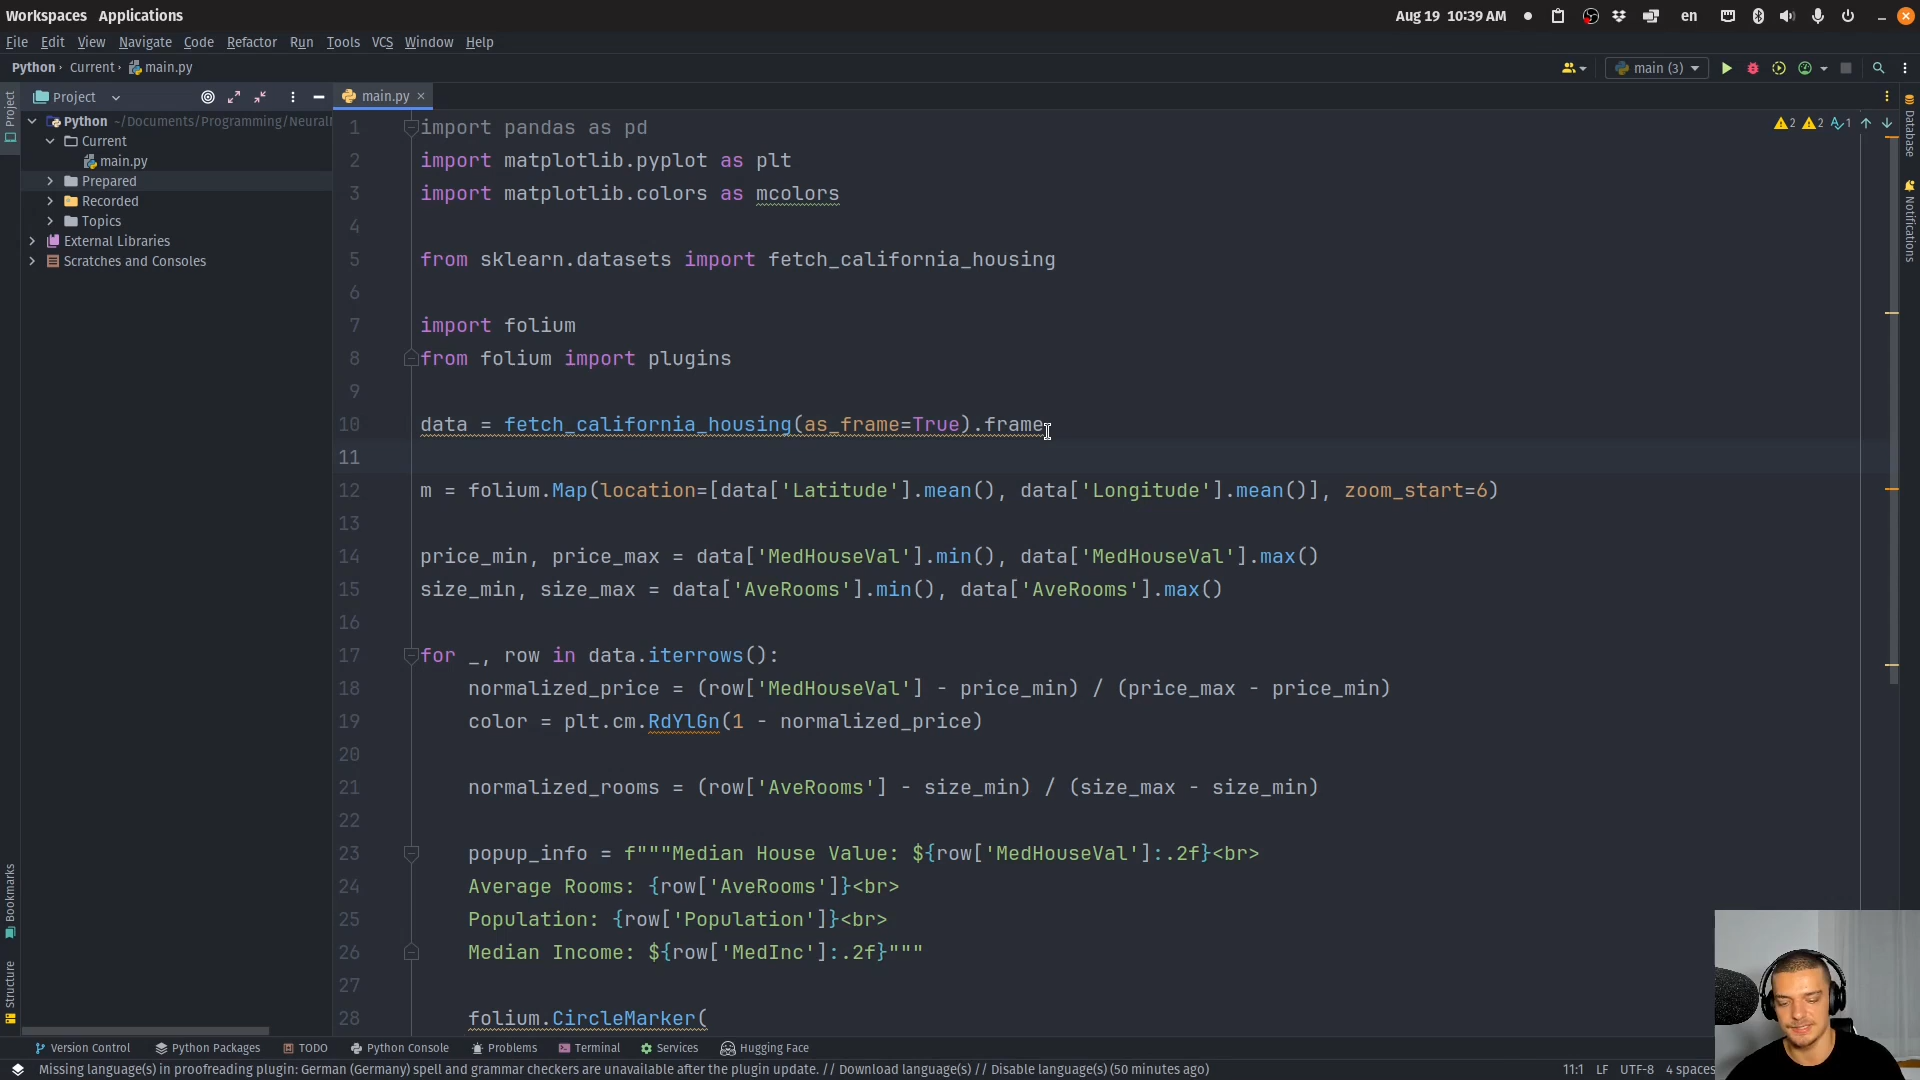 Workspaces Applications
Aug 19 10:39 AM
en
File Edit View Navigate Code Refactor Run Tools VCS Window Help
Python › Current › main.py
main (3)
Project
main.py
Project
Python ~/Documents/Programming/Neural
Current
main.py
Prepared
Recorded
Topics
External Libraries
Scratches and Consoles
2 2 1
Database
Notifications
Bookmarks
Structure
1 import pandas as pd
2 import matplotlib.pyplot as plt
3 import matplotlib.colors as mcolors
4
5 from sklearn.datasets import fetch_california_housing
6
7 import folium
8 from folium import plugins
9
10 data = fetch_california_housing(as_frame=True).frame
11
12 m = folium.Map(location=[data['Latitude'].mean(), data['Longitude'].mean()], zoom_start=6)
13
14 price_min, price_max = data['MedHouseVal'].min(), data['MedHouseVal'].max()
15 size_min, size_max = data['AveRooms'].min(), data['AveRooms'].max()
16
17 for _, row in data.iterrows():
18 normalized_price = (row['MedHouseVal'] - price_min) / (price_max - price_min)
19 color = plt.cm.RdYlGn(1 - normalized_price)
20
21 normalized_rooms = (row['AveRooms'] - size_min) / (size_max - size_min)
22
23 popup_info = f"""Median House Value: ${row['MedHouseVal']:.2f}<br>
24 Average Rooms: {row['AveRooms']}<br>
25 Population: {row['Population']}<br>
26 Median Income: ${row['MedInc']:.2f}"""
27
28 folium.CircleMarker(
Version Control Python Packages TODO Python Console Problems Terminal Services Hugging Face
Missing language(s) in proofreading plugin: German (Germany) spell and grammar checkers are unavailable after the plugin update. // Download language(s) // Disable language(s) (50 minutes ago)
11:1 LF UTF-8 4 spaces